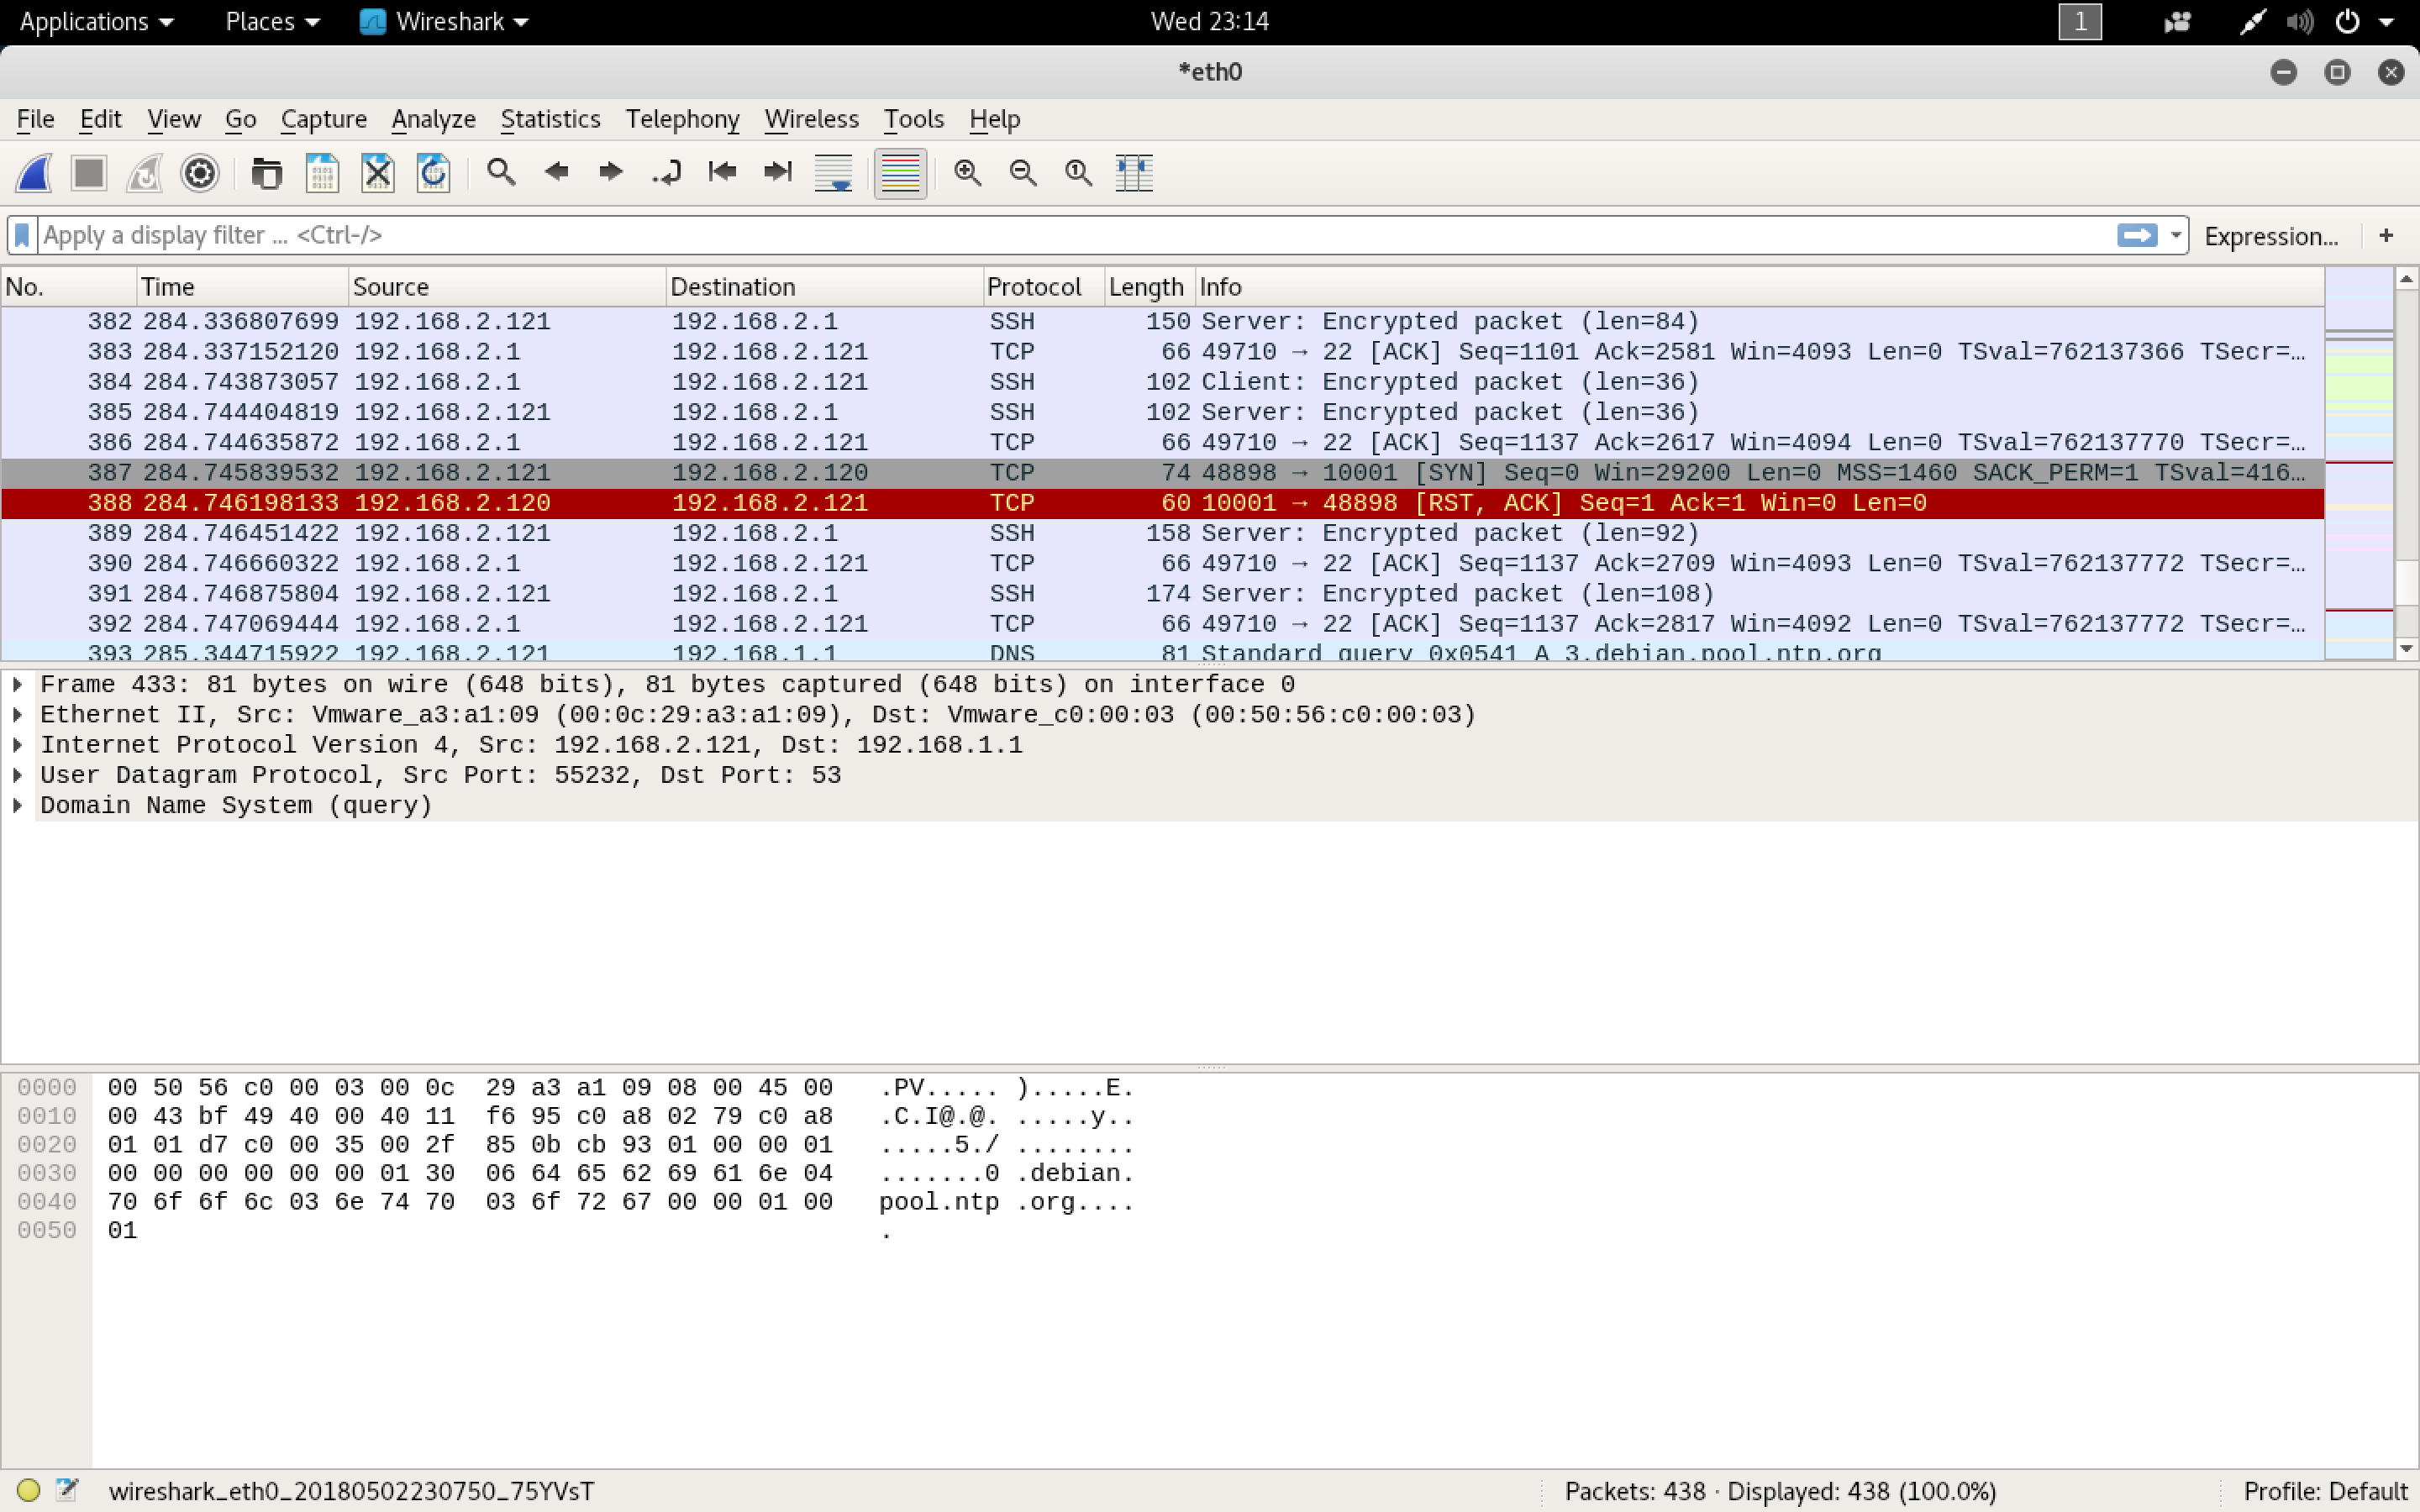 Applications Places Wireshark Wed 23:14 1
*eth0
File Edit View Go Capture Analyze Statistics Telephony Wireless Tools Help
Apply a display filter ... <Ctrl-/> Expression... +
No. Time Source Destination Protocol Length Info
382 284.336807699 192.168.2.121 192.168.2.1 SSH 150 Server: Encrypted packet (len=84)
383 284.337152120 192.168.2.1 192.168.2.121 TCP 66 49710 → 22 [ACK] Seq=1101 Ack=2581 Win=4093 Len=0 TSval=762137366 TSecr=…
384 284.743873057 192.168.2.1 192.168.2.121 SSH 102 Client: Encrypted packet (len=36)
385 284.744404819 192.168.2.121 192.168.2.1 SSH 102 Server: Encrypted packet (len=36)
386 284.744635872 192.168.2.1 192.168.2.121 TCP 66 49710 → 22 [ACK] Seq=1137 Ack=2617 Win=4094 Len=0 TSval=762137770 TSecr=…
387 284.745839532 192.168.2.121 192.168.2.120 TCP 74 48898 → 10001 [SYN] Seq=0 Win=29200 Len=0 MSS=1460 SACK_PERM=1 TSval=416…
388 284.746198133 192.168.2.120 192.168.2.121 TCP 60 10001 → 48898 [RST, ACK] Seq=1 Ack=1 Win=0 Len=0
389 284.746451422 192.168.2.121 192.168.2.1 SSH 158 Server: Encrypted packet (len=92)
390 284.746660322 192.168.2.1 192.168.2.121 TCP 66 49710 → 22 [ACK] Seq=1137 Ack=2709 Win=4093 Len=0 TSval=762137772 TSecr=…
391 284.746875804 192.168.2.121 192.168.2.1 SSH 174 Server: Encrypted packet (len=108)
392 284.747069444 192.168.2.1 192.168.2.121 TCP 66 49710 → 22 [ACK] Seq=1137 Ack=2817 Win=4092 Len=0 TSval=762137772 TSecr=…
393 285.344715922 192.168.2.121 192.168.1.1 DNS 81 Standard query 0x0541 A 3.debian.pool.ntp.org
Frame 433: 81 bytes on wire (648 bits), 81 bytes captured (648 bits) on interface 0
Ethernet II, Src: Vmware_a3:a1:09 (00:0c:29:a3:a1:09), Dst: Vmware_c0:00:03 (00:50:56:c0:00:03)
Internet Protocol Version 4, Src: 192.168.2.121, Dst: 192.168.1.1
User Datagram Protocol, Src Port: 55232, Dst Port: 53
Domain Name System (query)
0000 00 50 56 c0 00 03 00 0c 29 a3 a1 09 08 00 45 00 .PV..... ).....E.
0010 00 43 bf 49 40 00 40 11 f6 95 c0 a8 02 79 c0 a8 .C.I@.@. .....y..
0020 01 01 d7 c0 00 35 00 2f 85 0b cb 93 01 00 00 01 .....5./ ........
0030 00 00 00 00 00 00 01 30 06 64 65 62 69 61 6e 04 .......0 .debian.
0040 70 6f 6f 6c 03 6e 74 70 03 6f 72 67 00 00 01 00 pool.ntp .org....
0050 01 .
wireshark_eth0_20180502230750_75YVsT Packets: 438 · Displayed: 438 (100.0%) Profile: Default